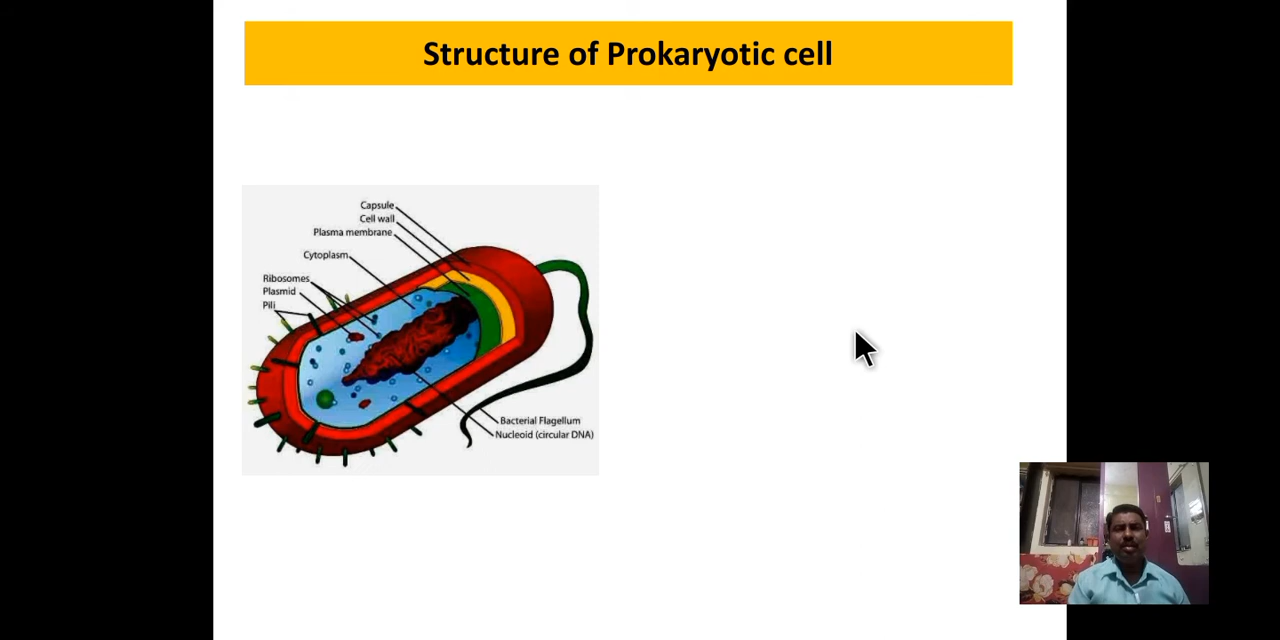 Structure of Prokaryotic cell
Capsule
Cell wall
Plasma membrane
Cytoplasm
Ribosomes
Plasmid
Pili
Bacterial Flagellum
Nucleoid (circular DNA)